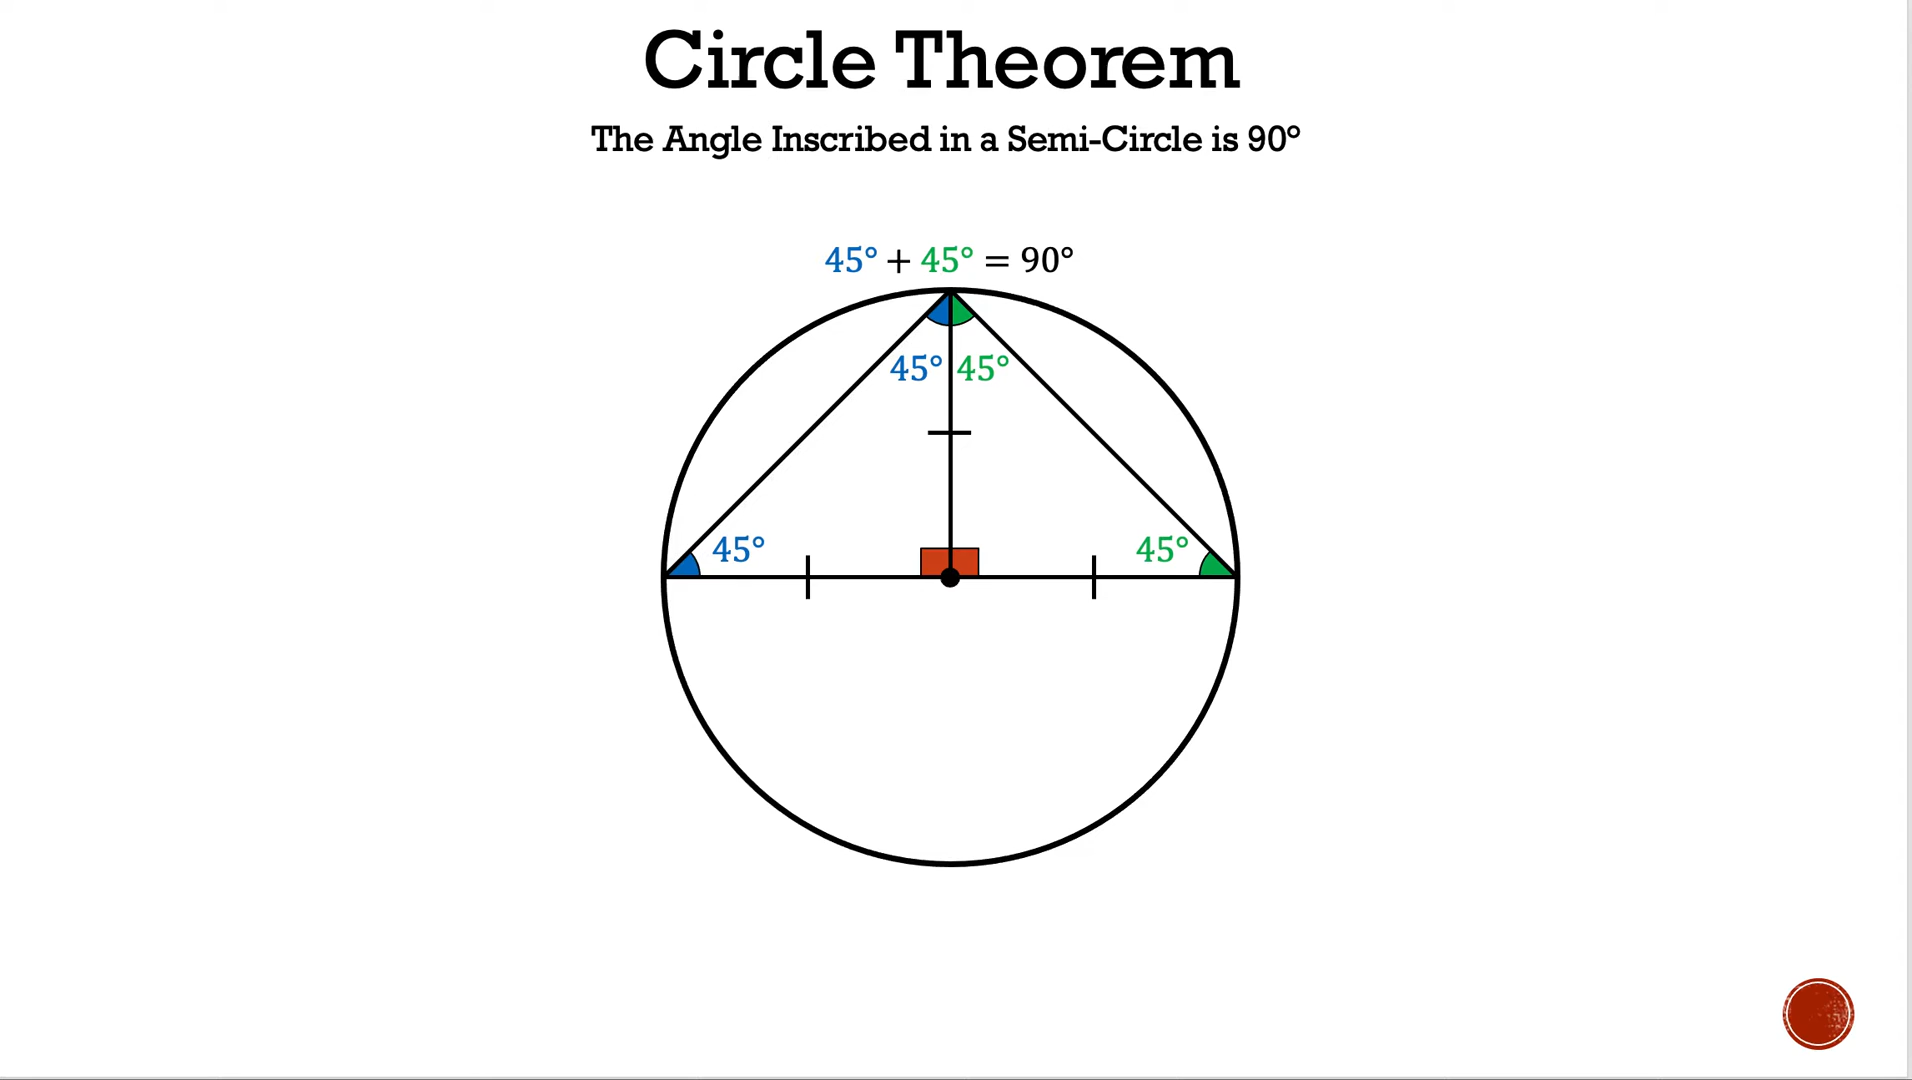 Circle Theorem
The Angle Inscribed in a Semi-Circle is 90°
45° + 45° = 90°
45° 45°
45° 45°